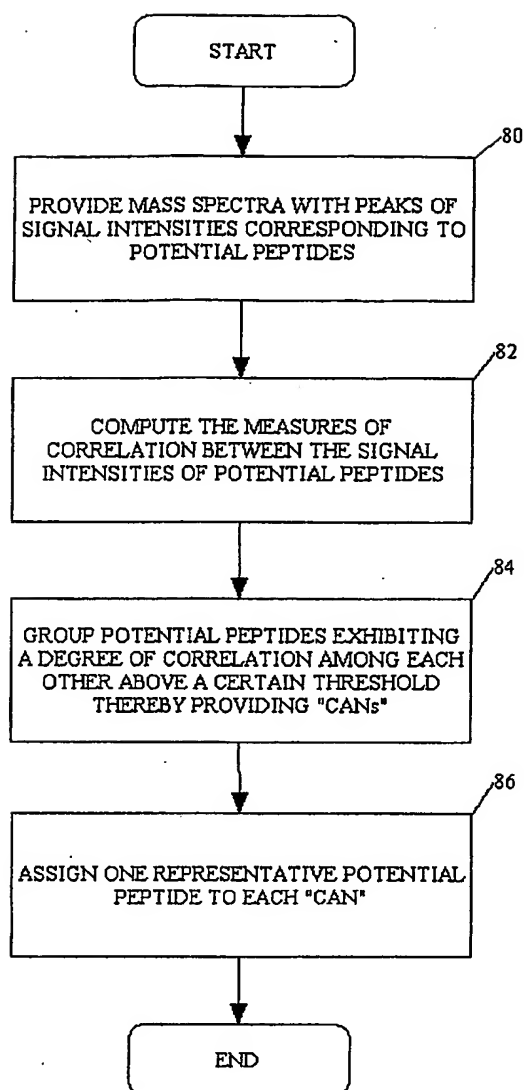 START
80
PROVIDE MASS SPECTRA WITH PEAKS OF
SIGNAL INTENSITIES CORRESPONDING TO
POTENTIAL PEPTIDES
82
COMPUTE THE MEASURES OF
CORRELATION BETWEEN THE SIGNAL
INTENSITIES OF POTENTIAL PEPTIDES
84
GROUP POTENTIAL PEPTIDES EXHIBITING
A DEGREE OF CORRELATION AMONG EACH
OTHER ABOVE A CERTAIN THRESHOLD
THEREBY PROVIDING "CANs"
86
ASSIGN ONE REPRESENTATIVE POTENTIAL
PEPTIDE TO EACH "CAN"
END